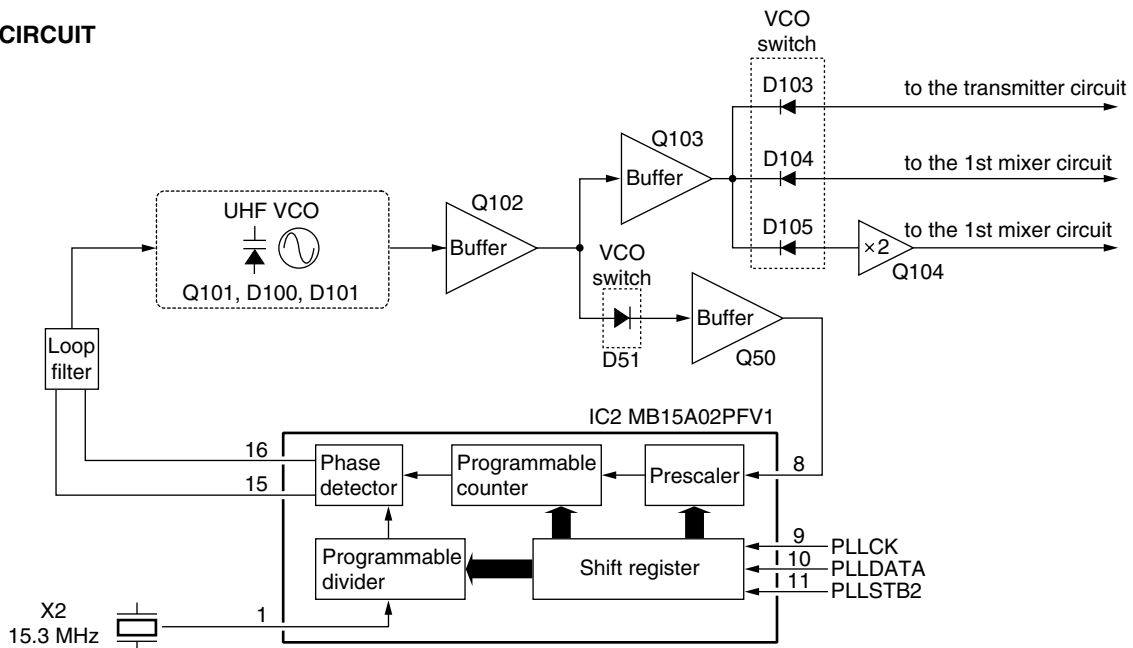 CIRCUIT
VCO
switch
D103
to the transmitter circuit
Q103
Buffer
D104
to the 1st mixer circuit
D105
×2
to the 1st mixer circuit
Q104
UHF VCO
Q101, D100, D101
Q102
Buffer
VCO
switch
D51
Buffer
Q50
Loop
filter
IC2 MB15A02PFV1
16
15
Phase
detector
Programmable
counter
Prescaler
8
Programmable
divider
Shift register
9
PLLCK
10
PLLDATA
11
PLLSTB2
X2
15.3 MHz
1